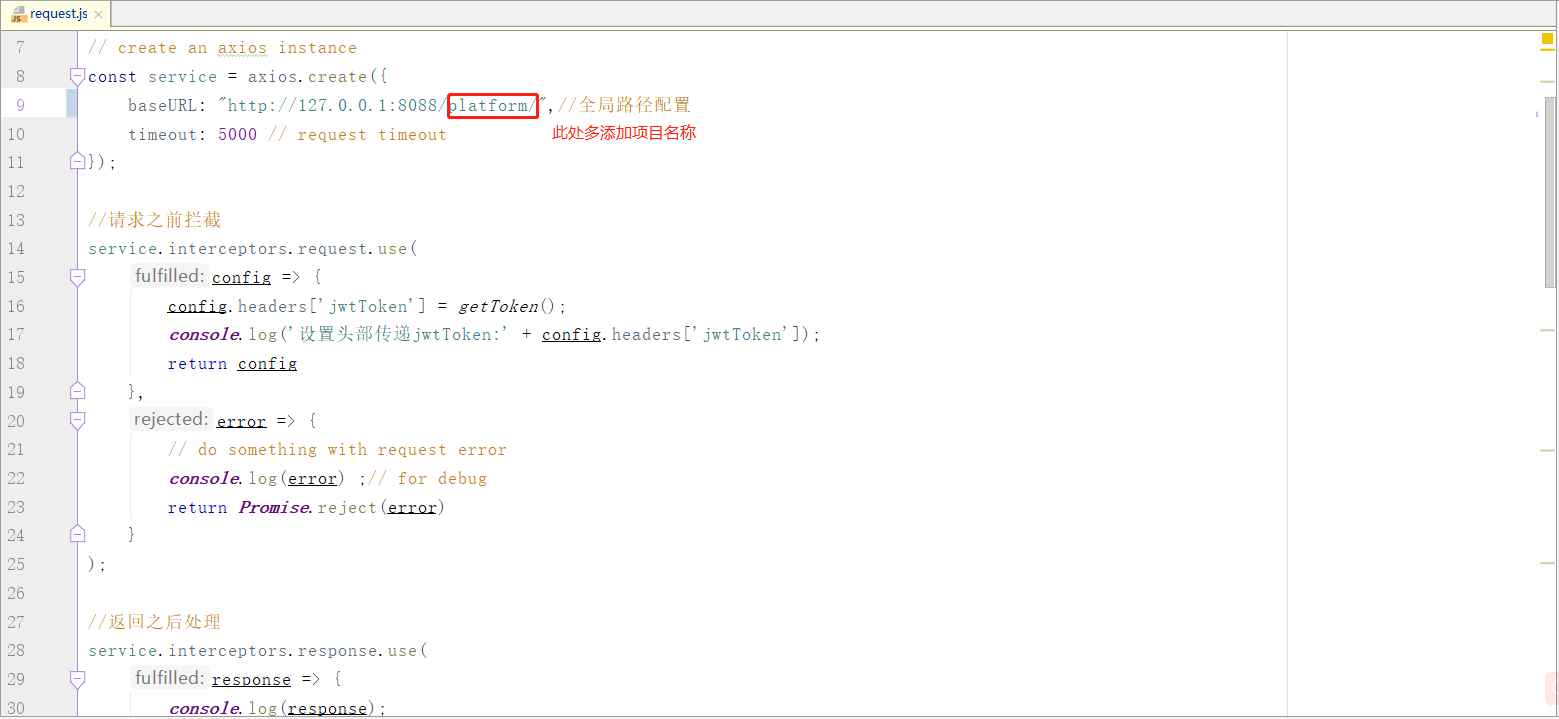 request.js
7 // create an axios instance
8 const service = axios.create({
9 baseURL: "http://127.0.0.1:8088/platform/",//全局路径配置
10 timeout: 5000 // request timeout 此处多添加项目名称
11 });
12
13 //请求之前拦截
14 service.interceptors.request.use(
15 fulfilled: config => {
16 config.headers['jwtToken'] = getToken();
17 console.log('设置头部传递jwtToken:' + config.headers['jwtToken']);
18 return config
19 },
20 rejected: error => {
21 // do something with request error
22 console.log(error) ;// for debug
23 return Promise.reject(error)
24 }
25 );
26
27 //返回之后处理
28 service.interceptors.response.use(
29 fulfilled: response => {
30 console.log(response);